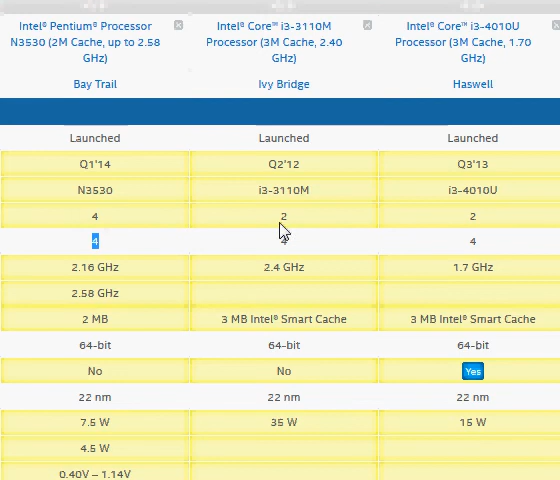 Intel® Pentium® Processor N3530 (2M Cache, up to 2.58 GHz) Intel® Core™ i3-3110M Processor (3M Cache, 2.40 GHz) Intel® Core™ i3-4010U Processor (3M Cache, 1.70 GHz)
Bay Trail Ivy Bridge Haswell
Launched Launched Launched
Q1'14 Q2'12 Q3'13
N3530 i3-3110M i3-4010U
4 2 2
4 4 4
2.16 GHz 2.4 GHz 1.7 GHz
2.58 GHz
2 MB 3 MB Intel® Smart Cache 3 MB Intel® Smart Cache
64-bit 64-bit 64-bit
No No Yes
22 nm 22 nm 22 nm
7.5 W 35 W 15 W
4.5 W
0.40V – 1.14V